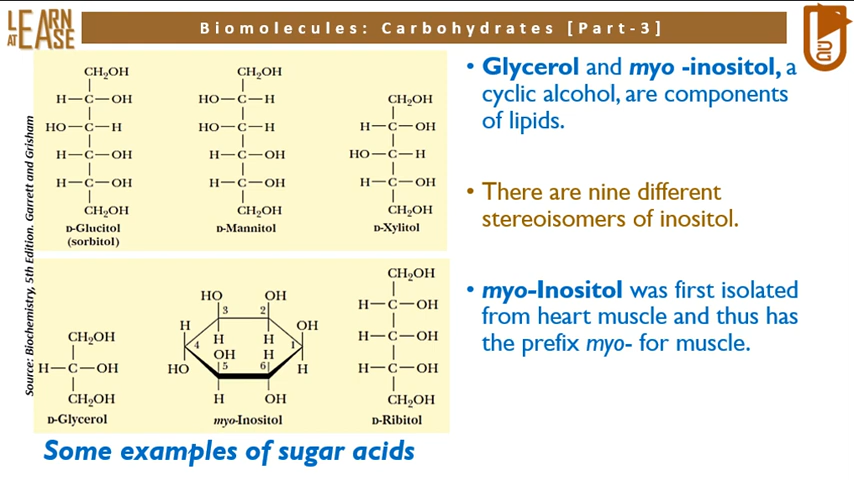 LEARN
AT EASE
Biomolecules: Carbohydrates [Part-3]
Source: Biochemistry, 5th Edition. Garrett and Grisham
CH₂OH
H—C—OH
HO—C—H
H—C—OH
H—C—OH
CH₂OH
D-Glucitol
(sorbitol)
CH₂OH
HO—C—H
HO—C—H
H—C—OH
H—C—OH
CH₂OH
D-Mannitol
CH₂OH
H—C—OH
HO—C—H
H—C—OH
CH₂OH
D-Xylitol
CH₂OH
H—C—OH
CH₂OH
D-Glycerol
HO OH
3 2
H OH
4 H H 1
OH H
HO 5 6 H
H OH
myo-Inositol
CH₂OH
H—C—OH
H—C—OH
H—C—OH
CH₂OH
D-Ribitol
Some examples of sugar acids
• Glycerol and myo -inositol, a
cyclic alcohol, are components
of lipids.
• There are nine different
stereoisomers of inositol.
• myo-Inositol was first isolated
from heart muscle and thus has
the prefix myo- for muscle.